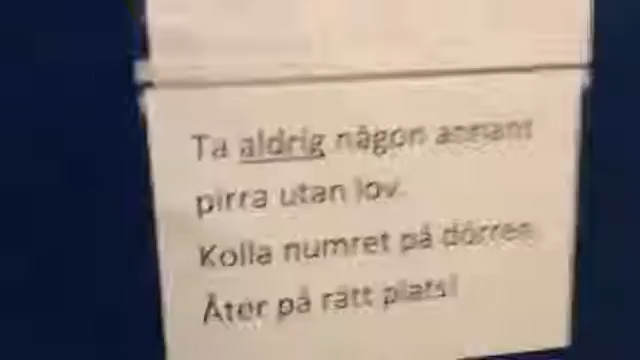 Ta aldrig någon annans
pirra utan lov.
Kolla numret på dörren
Åter på rätt plats!